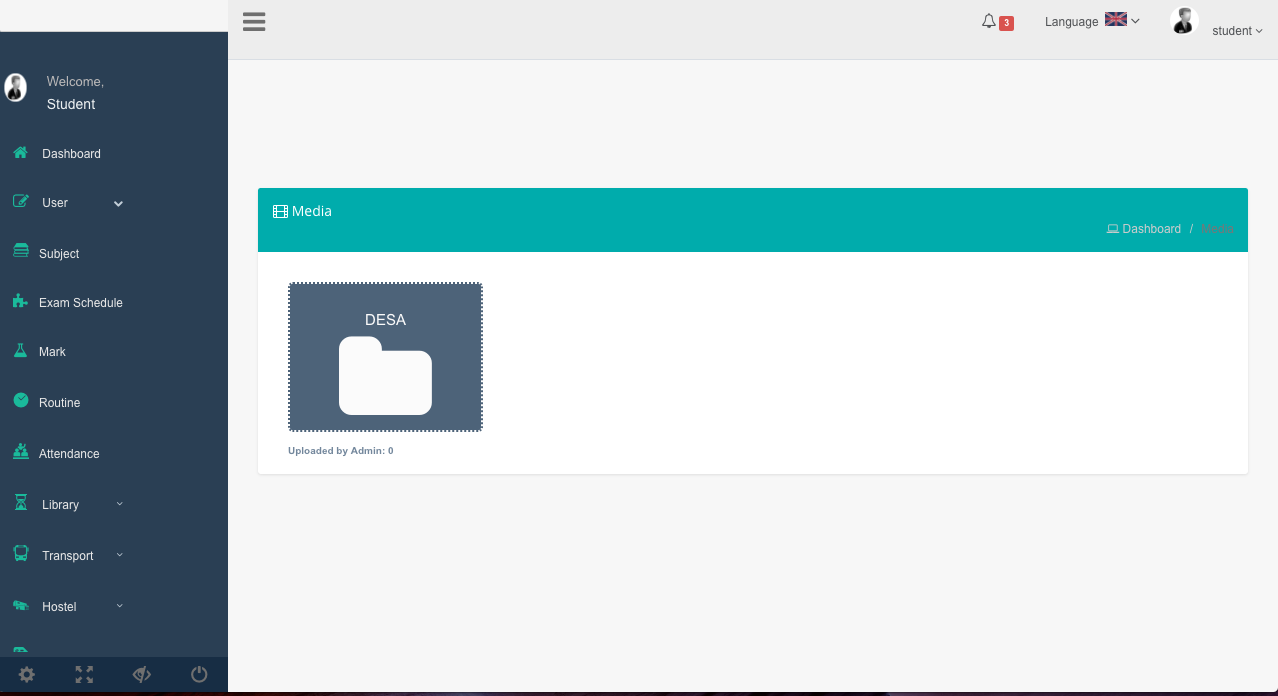 3
Language
student
Welcome,
Student
Dashboard
User
Subject
Exam Schedule
Mark
Routine
Attendance
Library
Transport
Hostel
Media
Dashboard / Media
DESA
Uploaded by Admin: 0